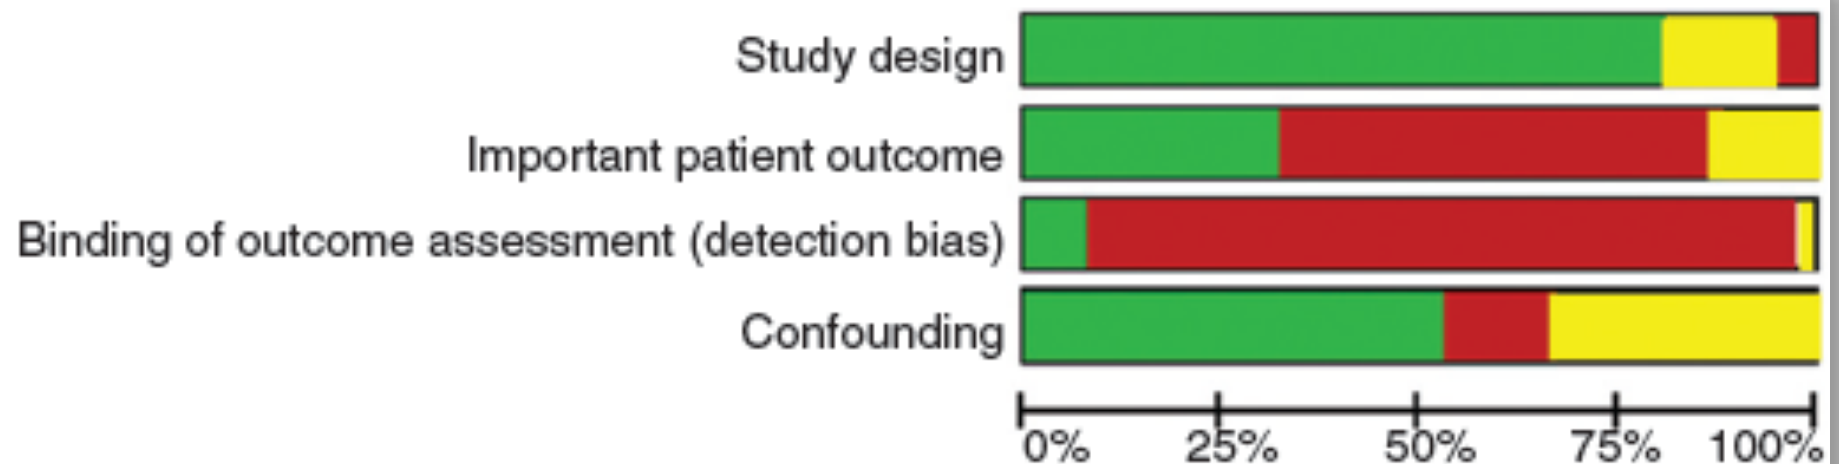 Study design
Important patient outcome
Binding of outcome assessment (detection bias)
Confounding
0% 25% 50% 75% 100%